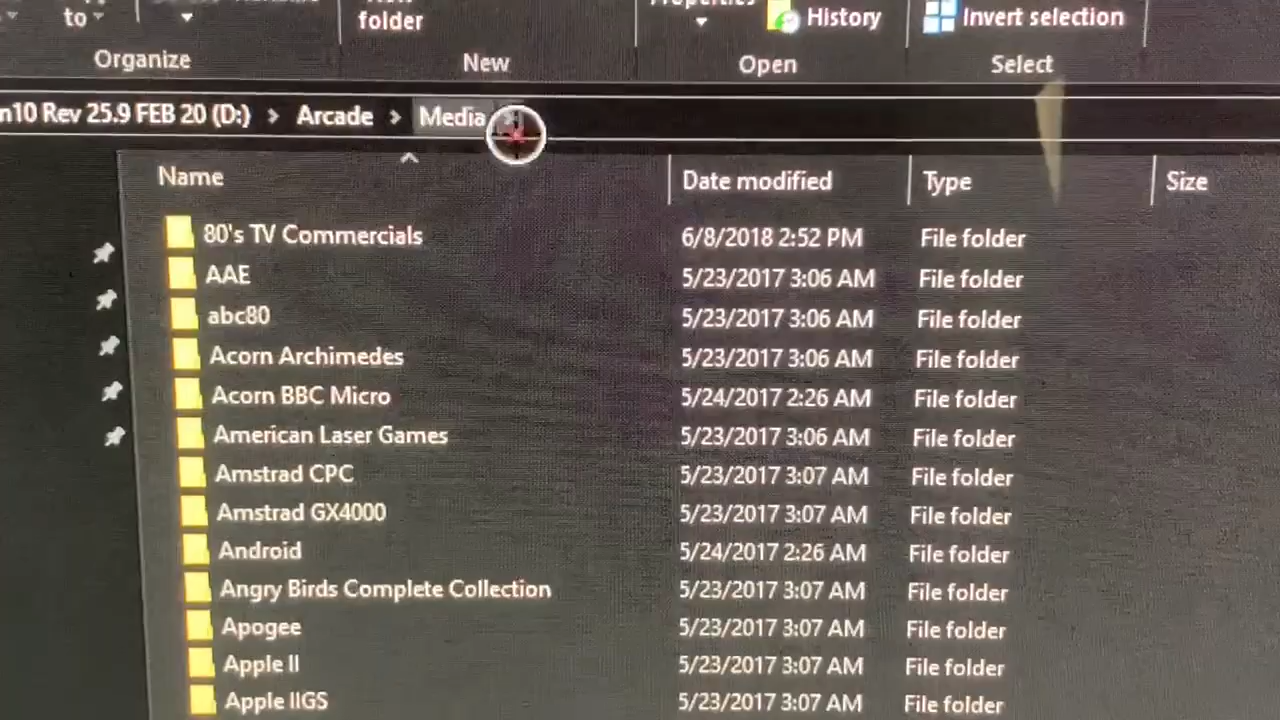 to
folder
History
Invert selection
Organize
New
Open
Select
n10 Rev 25.9 FEB 20 (D:) > Arcade > Media
Name Date modified Type Size
80's TV Commercials 6/8/2018 2:52 PM File folder
AAE 5/23/2017 3:06 AM File folder
abc80 5/23/2017 3:06 AM File folder
Acorn Archimedes 5/23/2017 3:06 AM File folder
Acorn BBC Micro 5/24/2017 2:26 AM File folder
American Laser Games 5/23/2017 3:06 AM File folder
Amstrad CPC 5/23/2017 3:07 AM File folder
Amstrad GX4000 5/23/2017 3:07 AM File folder
Android 5/24/2017 2:26 AM File folder
Angry Birds Complete Collection 5/23/2017 3:07 AM File folder
Apogee 5/23/2017 3:07 AM File folder
Apple II 5/23/2017 3:07 AM File folder
Apple IIGS 5/23/2017 3:07 AM File folder